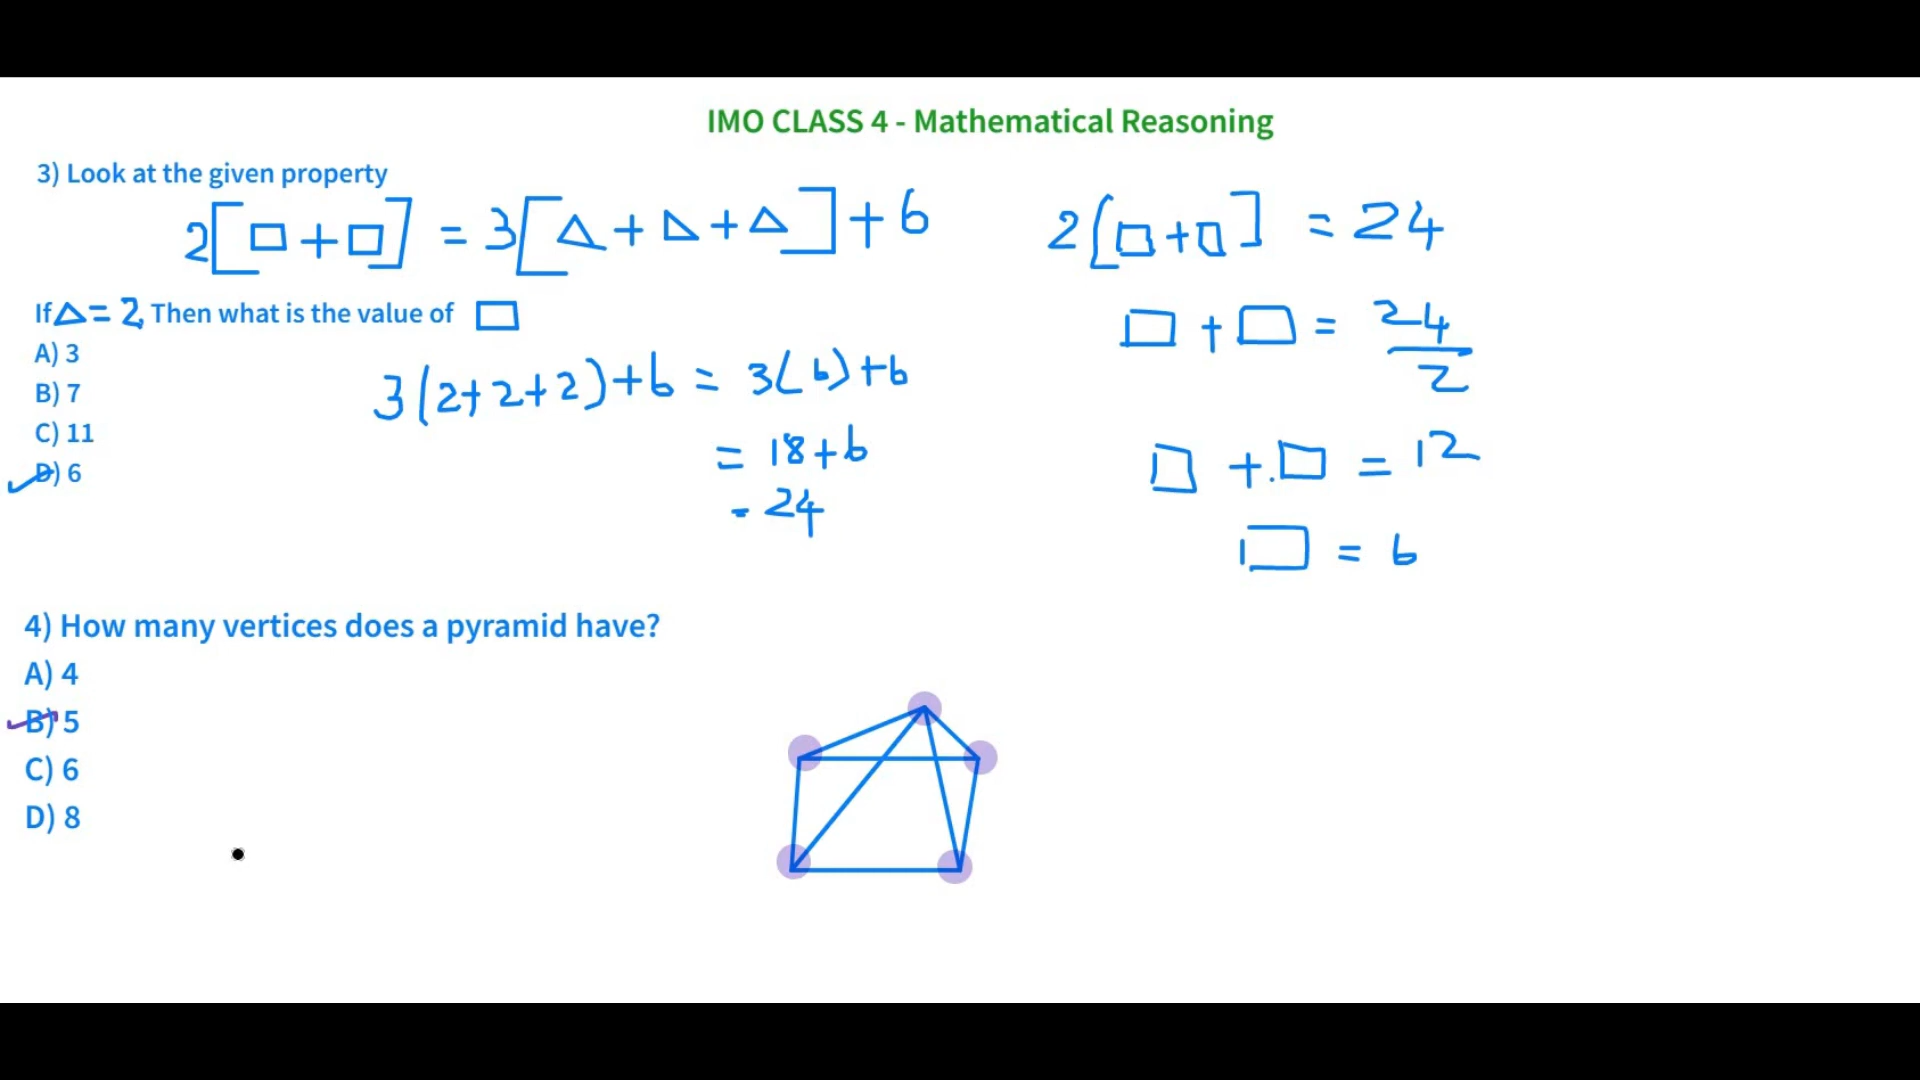 IMO CLASS 4 - Mathematical Reasoning
3) Look at the given property
2[□+□] = 3[△+△+△]+6
If △=2, Then what is the value of □
A) 3
B) 7
C) 11
D) 6
3(2+2+2)+6 = 3(6)+6
= 18+6
= 24
2[□+□] = 24
□+□ = 24/2
□+□ = 12
□ = 6
4) How many vertices does a pyramid have?
A) 4
B) 5
C) 6
D) 8